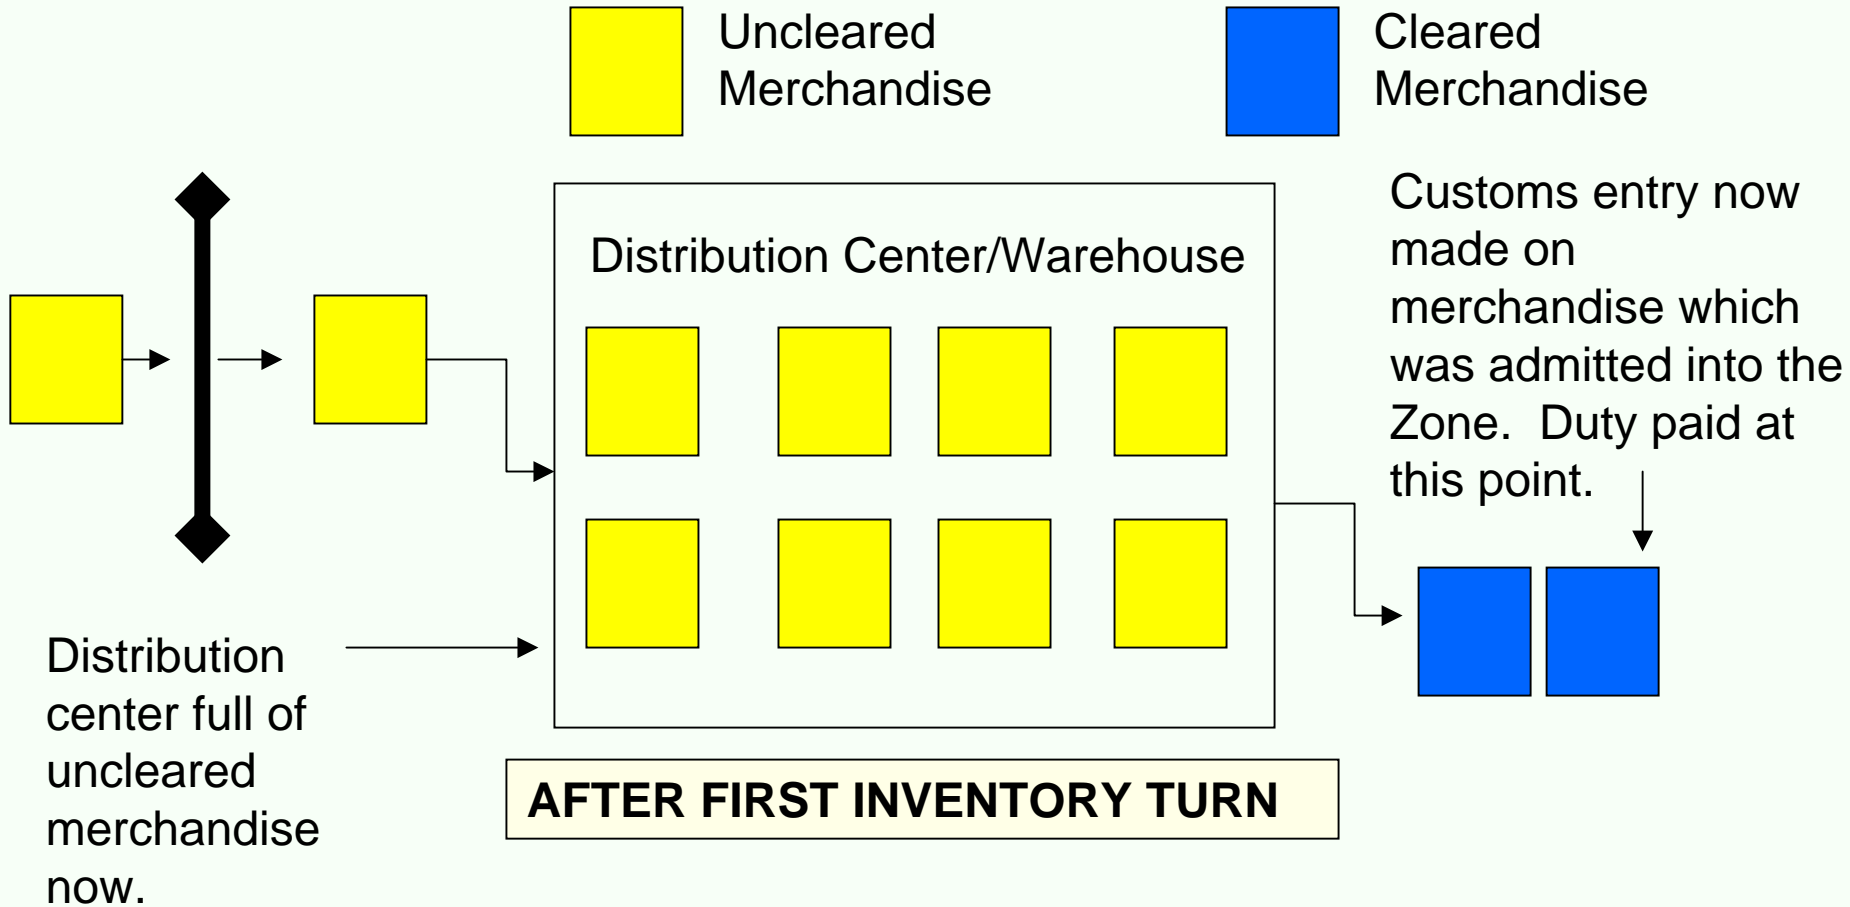 Uncleared
Merchandise
Cleared
Merchandise
Distribution Center/Warehouse
Customs entry now
made on
merchandise which
was admitted into the
Zone.  Duty paid at
this point.
Distribution
center full of
uncleared
merchandise
now.
AFTER FIRST INVENTORY TURN